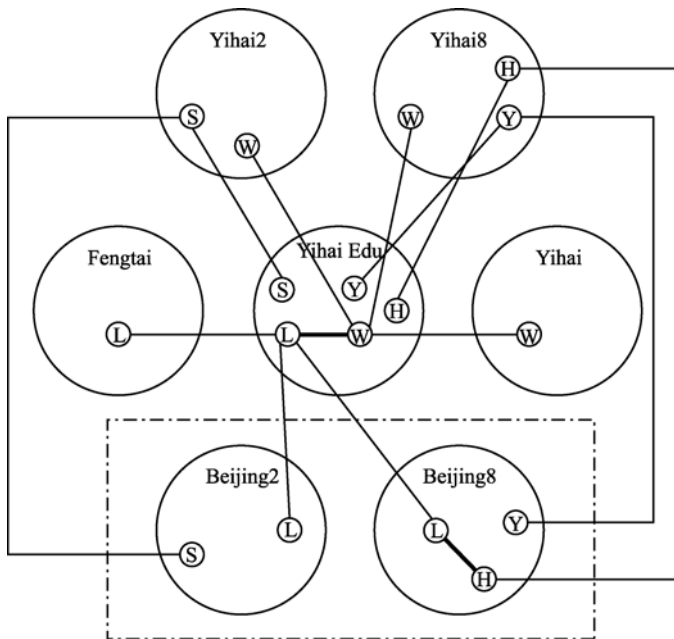 Yihai2
S
W
Yihai8
H
W
Y
Fengtai
L
Yihai Edu
S
Y
H
L
W
Yihai
W
Beijing2
L
S
Beijing8
L
Y
H